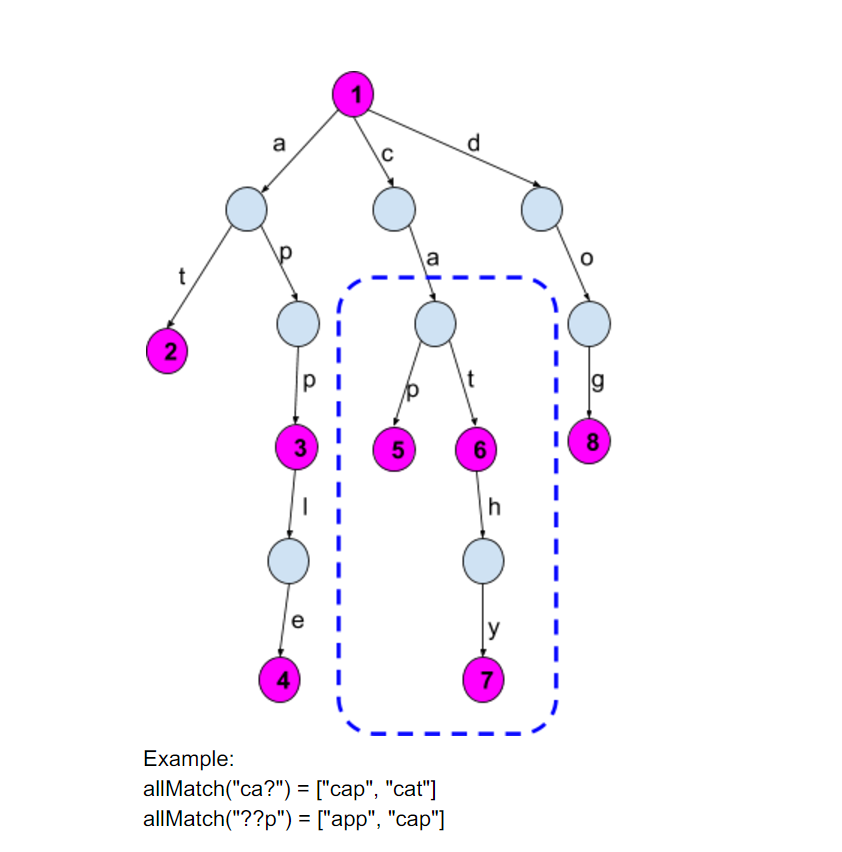 1
a
c
d
t
p
a
o
2
p
p
t
g
3
5
6
8
l
h
e
y
4
7
Example:
allMatch("ca?") = ["cap", "cat"]
allMatch("??p") = ["app", "cap"]